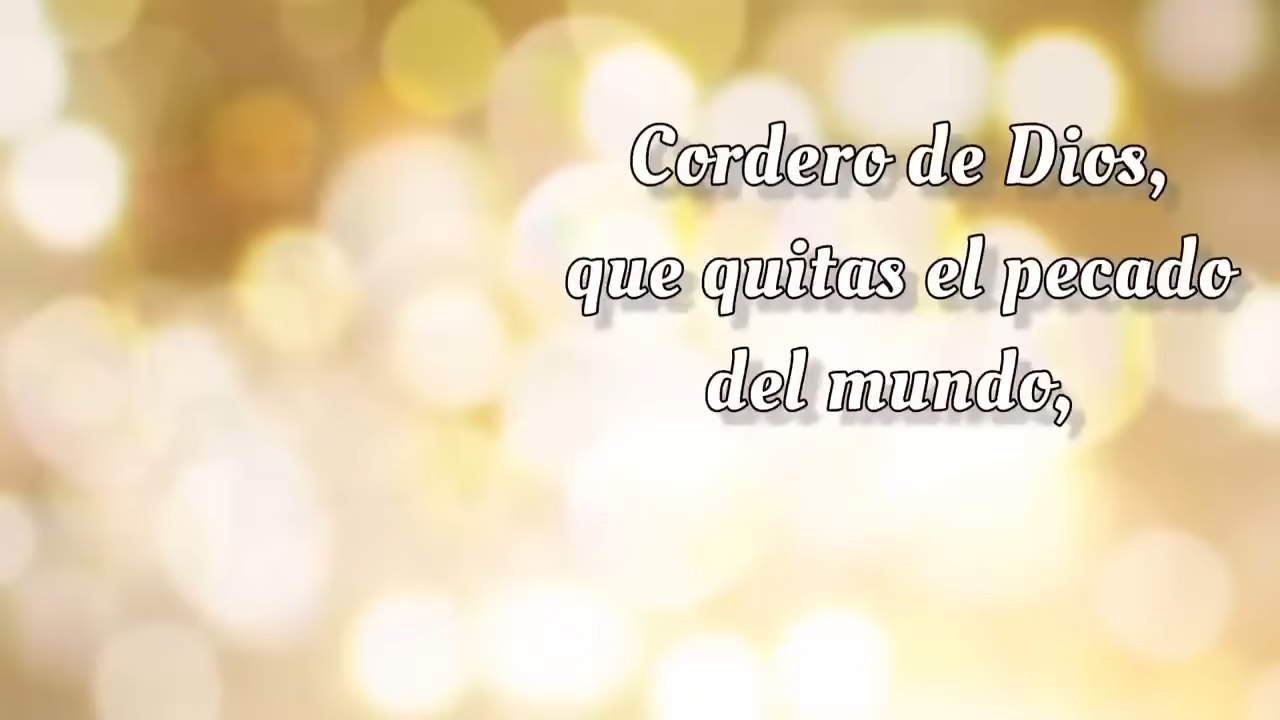 Cordero de Dios,
que quitas el pecado
del mundo,